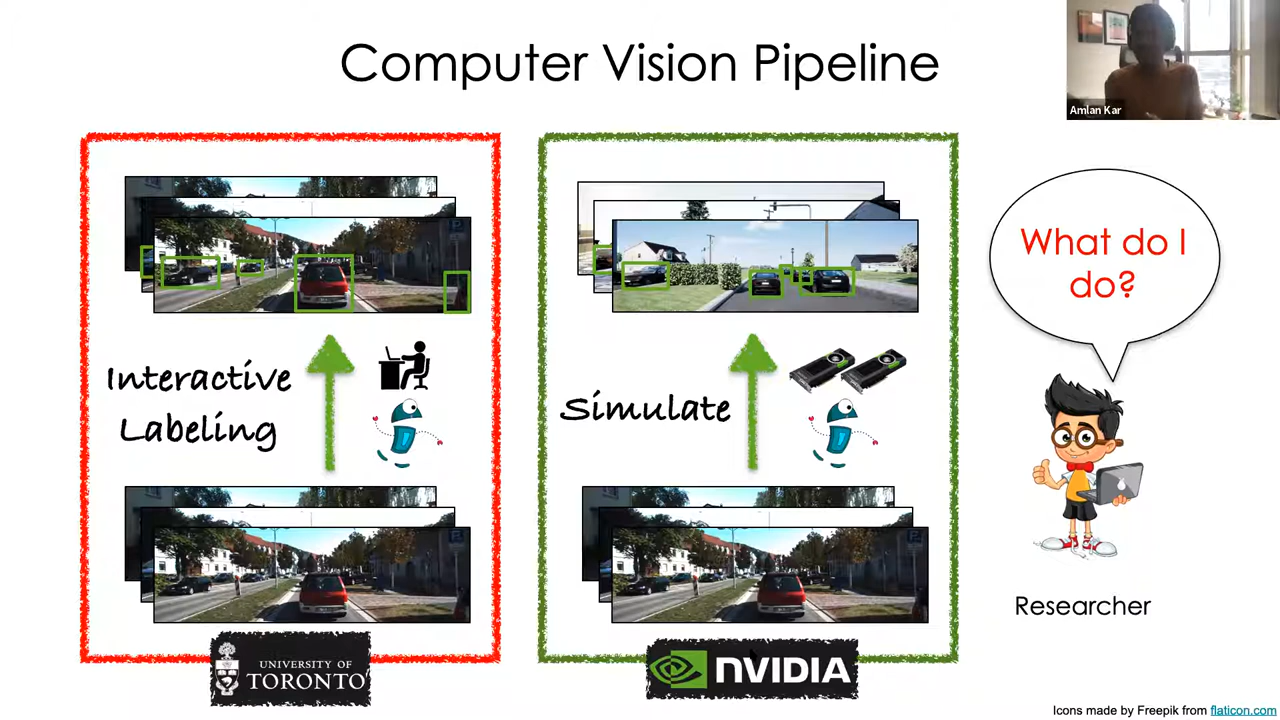 Computer Vision Pipeline
Amlan Kar
Interactive
Labeling
UNIVERSITY OF
TORONTO
Simulate
NVIDIA
What do I
do?
Researcher
Icons made by Freepik from flaticon.com